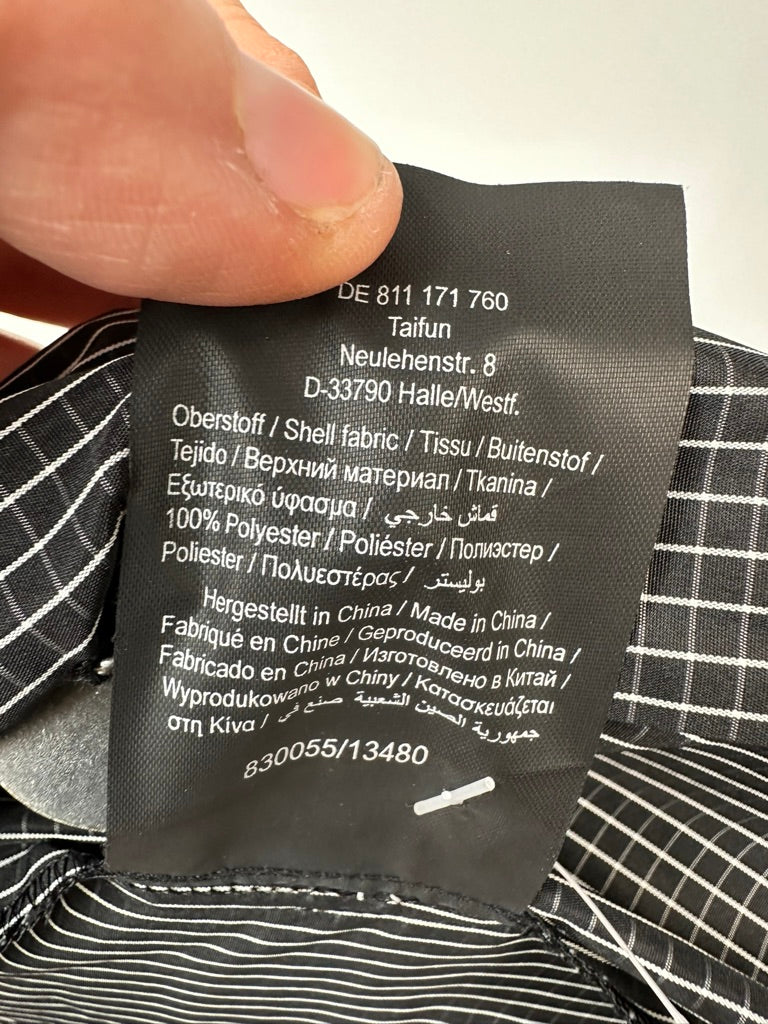 DE 811 171 760
Taifun
Neulehenstr. 8
D-33790 Halle/Westf.
Oberstoff / Shell fabric / Tissu / Buitenstof /
Tejido / Верхний материал / Tkanina /
Εξωτερικό ύφασμα / قماش خارجي
100% Polyester / Poliéster / Полиэстер /
Poliester / Πολυεστέρας / بوليستر
Hergestellt in China / Made in China /
Fabriqué en Chine / Geproduceerd in China /
Fabricado en China / Изготовлено в Китай /
Wyprodukowano w Chiny / Κατασκευάζεται
στη Κίνα / جمهورية الصين الشعبية صنع في
830055/13480